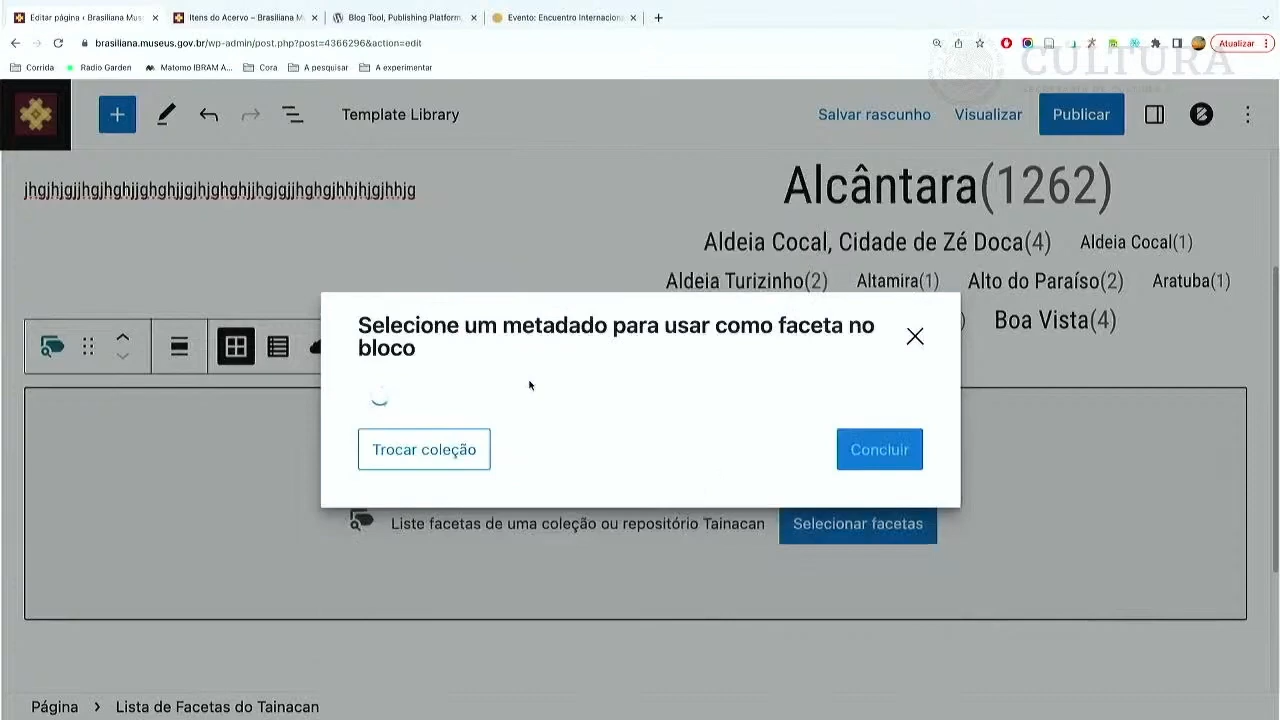 Editar página ‹ Brasiliana Mus
Itens do Acervo – Brasiliana M
Blog Tool, Publishing Platform,
Evento: Encuentro Internaciona
brasiliana.museus.gov.br/wp-admin/post.php?post=4366296&action=edit
Atualizar
Corrida
Radio Garden
Matomo IBRAM A...
Cora
A pesquisar
A experimentar
CULTURA
Template Library
Salvar rascunho
Visualizar
Publicar
jhgjhjgjjhgjhghjjghghjjgjhjghghjjhgjgjjhghgjhhjhjgjhhjg
Alcântara(1262)
Aldeia Cocal, Cidade de Zé Doca(4)
Aldeia Cocal(1)
Aldeia Turizinho(2)
Altamira(1)
Alto do Paraíso(2)
Aratuba(1)
)
Boa Vista(4)
Selecione um metadado para usar como faceta no
bloco
Trocar coleção
Concluir
Liste facetas de uma coleção ou repositório Tainacan
Selecionar facetas
Página
Lista de Facetas do Tainacan